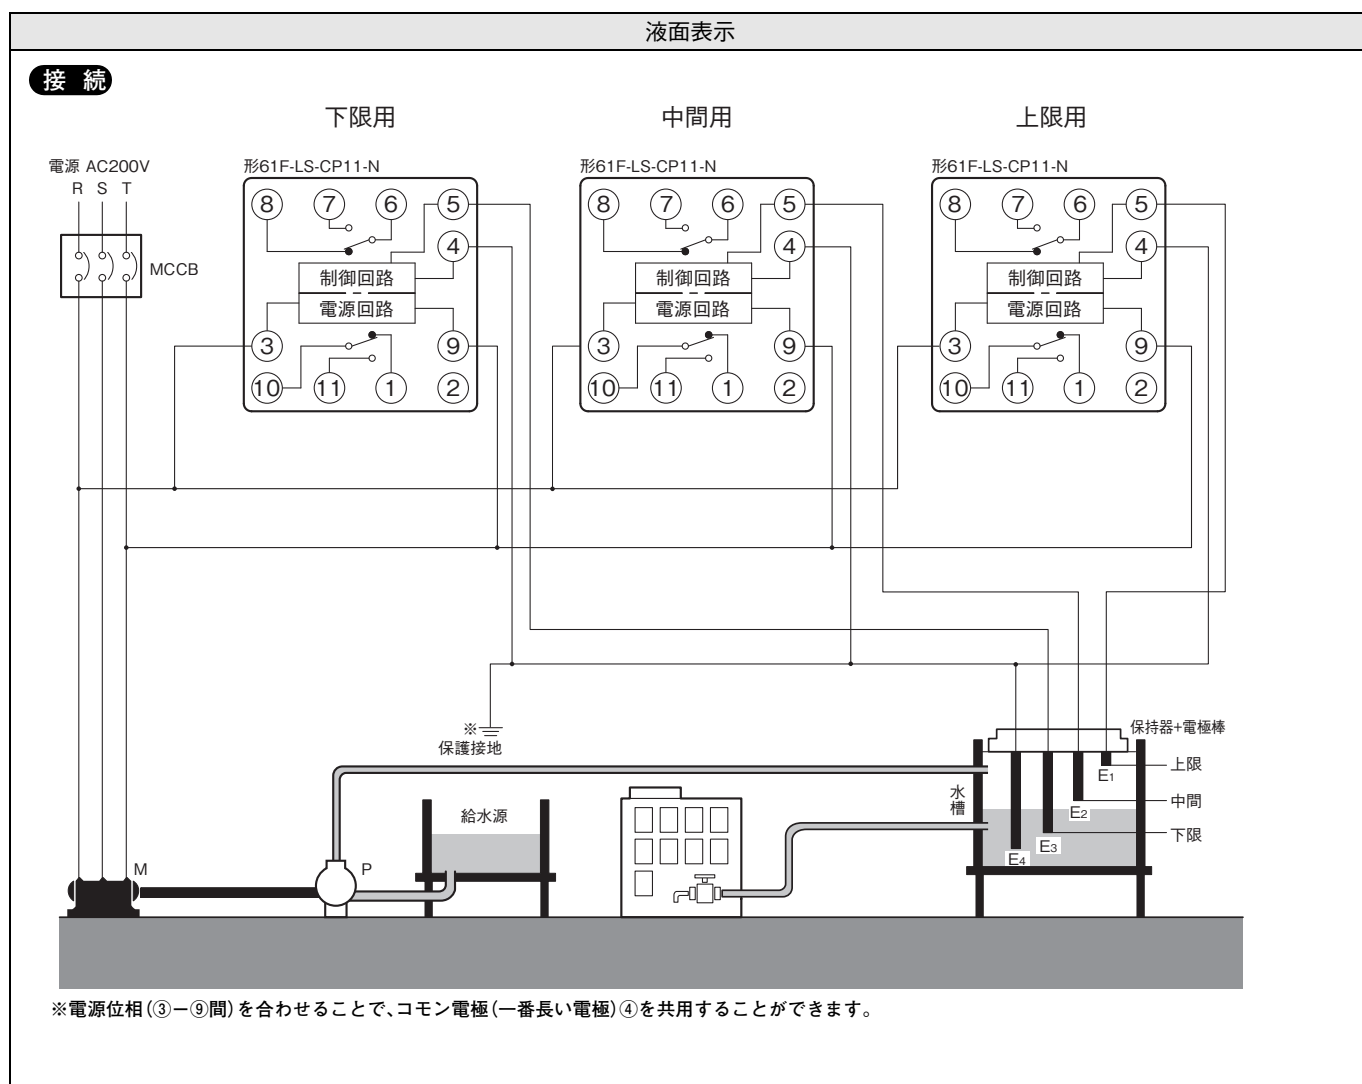 液面表示
接 続
下限用 中間用 上限用
電源 AC200V
R S T
MCCB
形61F-LS-CP11-N
⑧ ⑦ ⑥ ⑤
④
制御回路
電源回路
③ ⑨
⑩ ⑪ ① ②
形61F-LS-CP11-N
⑧ ⑦ ⑥ ⑤
④
制御回路
電源回路
③ ⑨
⑩ ⑪ ① ②
形61F-LS-CP11-N
⑧ ⑦ ⑥ ⑤
④
制御回路
電源回路
③ ⑨
⑩ ⑪ ① ②
※
保護接地
保持器+電極棒
上限
中間
下限
E1
E2
E3
E4
水槽
給水源
M
P
※電源位相(③−⑨間)を合わせることで、コモン電極(一番長い電極)④を共用することができます。